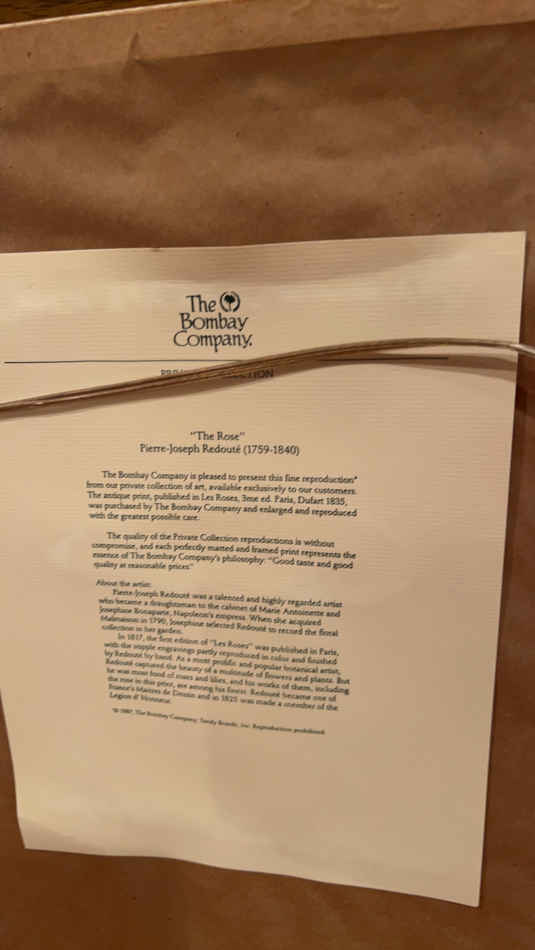 The
Bombay
Company.
"The Rose"
Pierre-Joseph Redouté (1759-1840)
The Bombay Company is pleased to present this fine reproduction*
from our private collection of art, available exclusively to our customers.
The antique print, published in Les Roses, 3me ed. Paris, Dufart 1835,
was purchased by The Bombay Company and enlarged and reproduced
with the greatest possible care.
The quality of the Private Collection reproductions is without
compromise, and each perfectly matted and framed print represents the
essence of The Bombay Company's philosophy: "Good taste and good
quality at reasonable prices"
About the artist:
Pierre-Joseph Redouté was a talented and highly regarded artist
who became a draughtsman to the cabinet of Marie Antoinette and
Josephine Bonaparte, Napoleon's empress. When she acquired
Malmaison in 1790, Josephine selected Redouté to record the floral
collection in her garden.
In 1817, the first edition of "Les Roses" was published in Paris,
with the stipple engravings partly reproduced in color and finished
by Redouté by hand. As a most prolific and popular botanical artist,
Redouté captured the beauty of a multitude of flowers and plants. But
he was most fond of roses and lilies, and his works of them, including
the rose in this print, are among his finest. Redouté became one of
France's Maitres de Dessin and in 1825 was made a member of the
Legion d' Honneur.
*© 1987, The Bombay Company; Tandy Brands, Inc. Reproduction prohibited.